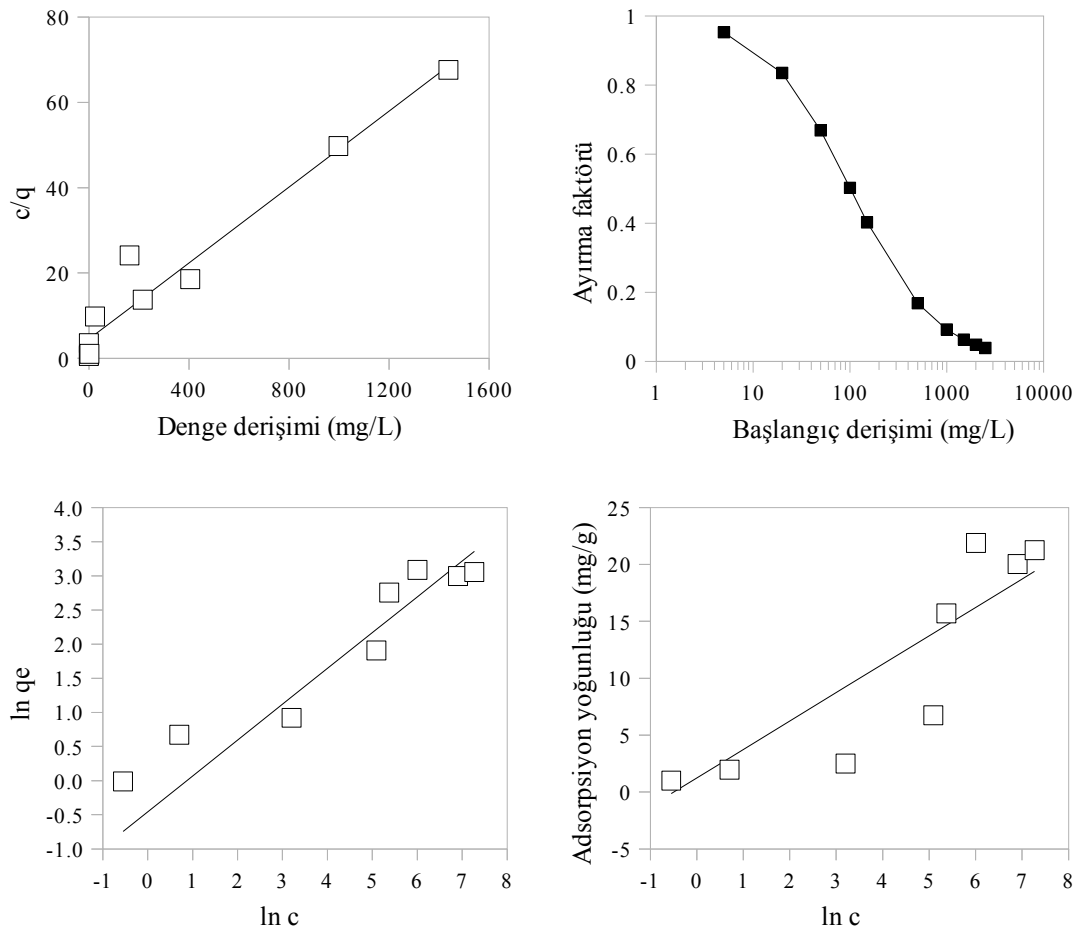 80
60
40
20
0
c/q
0 400 800 1200 1600
Denge derişimi (mg/L)
1
0.8
0.6
0.4
0.2
0
Ayırma faktörü
1 10 100 1000 10000
Başlangıç derişimi (mg/L)
4.0
3.5
3.0
2.5
2.0
1.5
1.0
0.5
0.0
-0.5
-1.0
ln qe
-1 0 1 2 3 4 5 6 7 8
ln c
25
20
15
10
5
0
-5
Adsorpsiyon yoğunluğu (mg/g)
-1 0 1 2 3 4 5 6 7 8
ln c